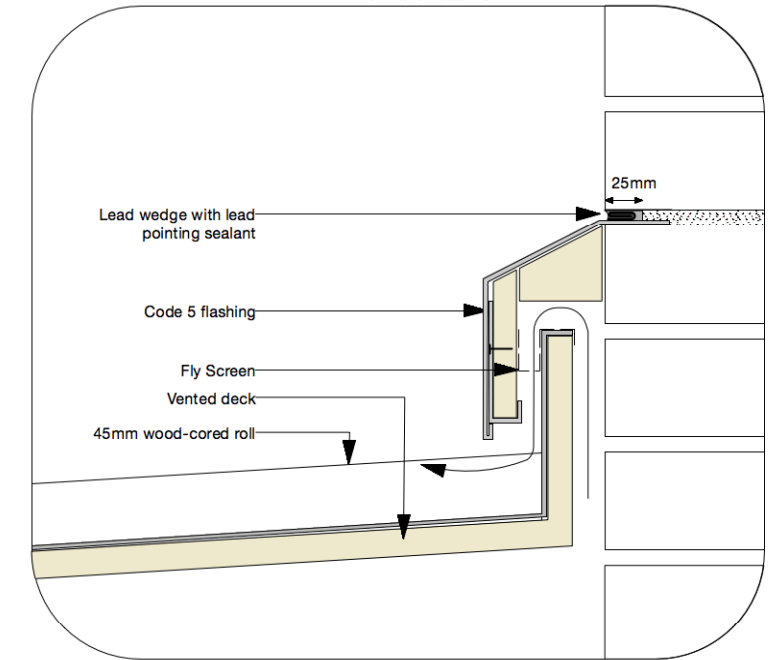 25mm
Lead wedge with lead
pointing sealant
Code 5 flashing
Fly Screen
Vented deck
45mm wood-cored roll